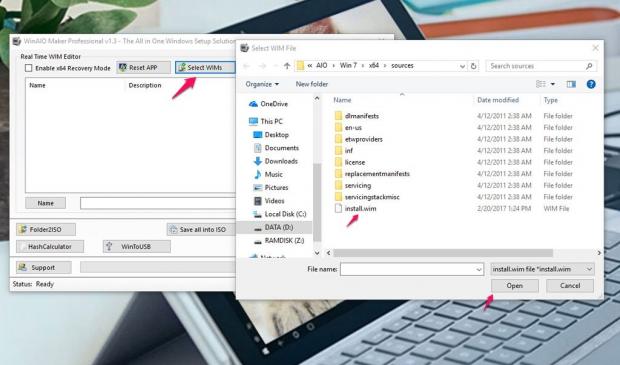 WinAIO Maker Professional v1.3 - The All in One Windows Setup Solution
Real Time WIM Editor
Enable x64 Recovery Mode
Reset APP
Select WIMs
Name
Description
Name
Folder2ISO
Save all into ISO
HashCalculator
WinToUSB
Support
Status: Ready
Select WIM File
« AIO > Win 7 > x64 > sources
Search sources
Organize
New folder
OneDrive
This PC
Desktop
Documents
Downloads
Music
Pictures
Videos
Local Disk (C:)
DATA (D:)
RAMDISK (Z:)
Name Date modified Type
dlmanifests 4/12/2011 2:38 AM File folder
en-us 4/12/2011 2:38 AM File folder
etwproviders 4/12/2011 2:38 AM File folder
inf 4/12/2011 2:38 AM File folder
license 4/12/2011 2:38 AM File folder
replacementmanifests 4/12/2011 2:38 AM File folder
servicing 4/12/2011 2:38 AM File folder
servicingstackmisc 4/12/2011 2:38 AM File folder
install.wim 2/20/2017 1:24 PM WIM File
File name:
install.wim file *install.wim
Open
Cancel